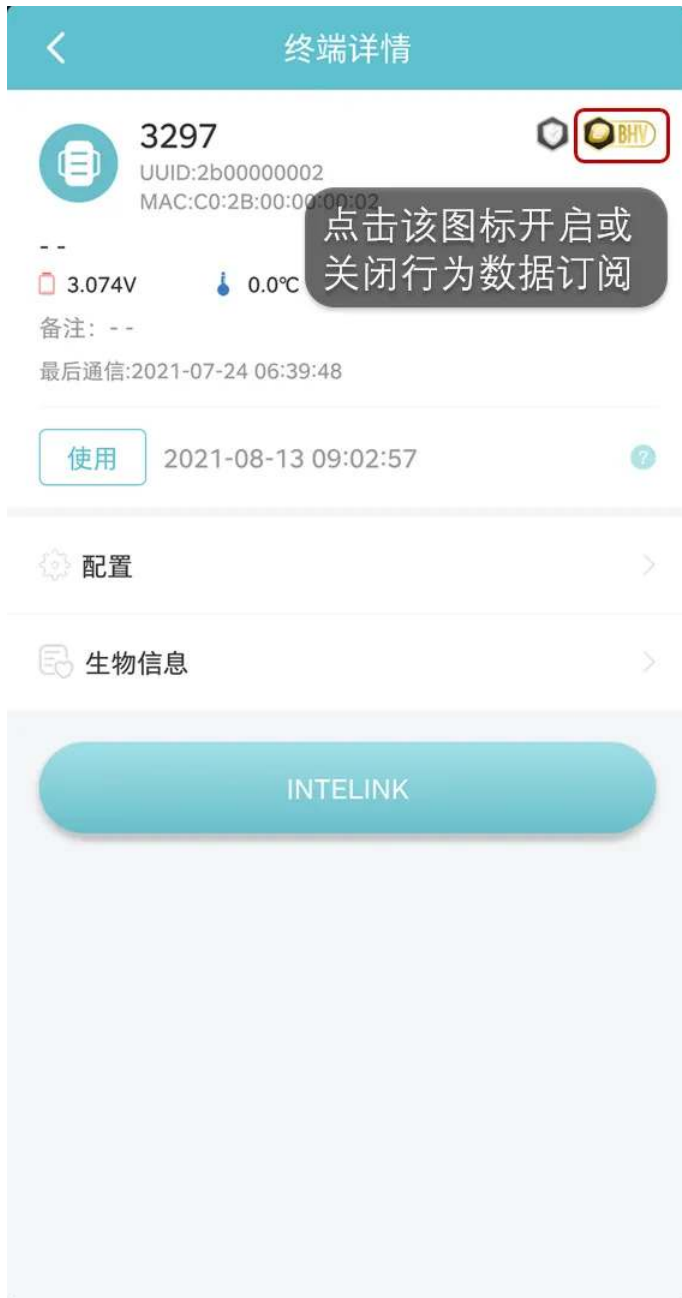 终端详情
3297
BHV
UUID:2b00000002
MAC:C0:2B:00:00:00:02
点击该图标开启或
关闭行为数据订阅
--
3.074V
0.0℃
备注：--
最后通信:2021-07-24 06:39:48
使用
2021-08-13 09:02:57
?
配置
生物信息
INTELINK